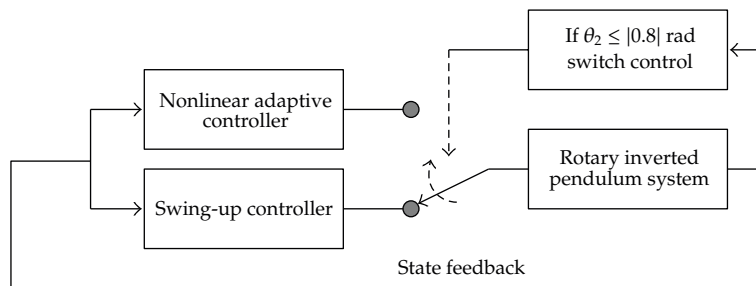 If θ₂ ≤ |0.8| rad
switch control
Nonlinear adaptive
controller
Rotary inverted
pendulum system
Swing-up controller
State feedback